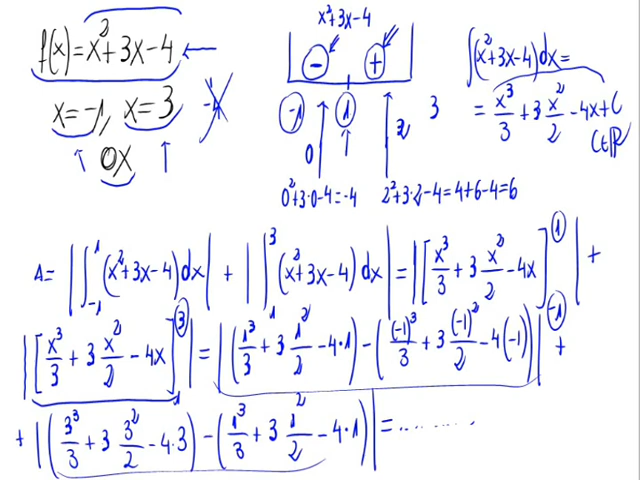 f(x)=x²+3x-4
x=-1, x=3
0x
x²+3x-4
- +
-1 1 3
0 2
0²+3·0-4=-4 2²+3·2-4=4+6-4=6
∫(x²+3x-4)dx=
= x³/3 + 3 x²/2 - 4x + C
C∈ℝ
A= |∫₋₁¹ (x²+3x-4)dx| + |∫₁³ (x²+3x-4)dx| = |[x³/3 + 3 x²/2 - 4x]₋₁¹| +
|[x³/3 + 3 x²/2 - 4x]₁³| = |(1³/3 + 3 1²/2 - 4·1) - ((-1)³/3 + 3 (-1)²/2 - 4(-1))| +
+ |(3³/3 + 3 3²/2 - 4·3) - (1³/3 + 3 1²/2 - 4·1)| = ........